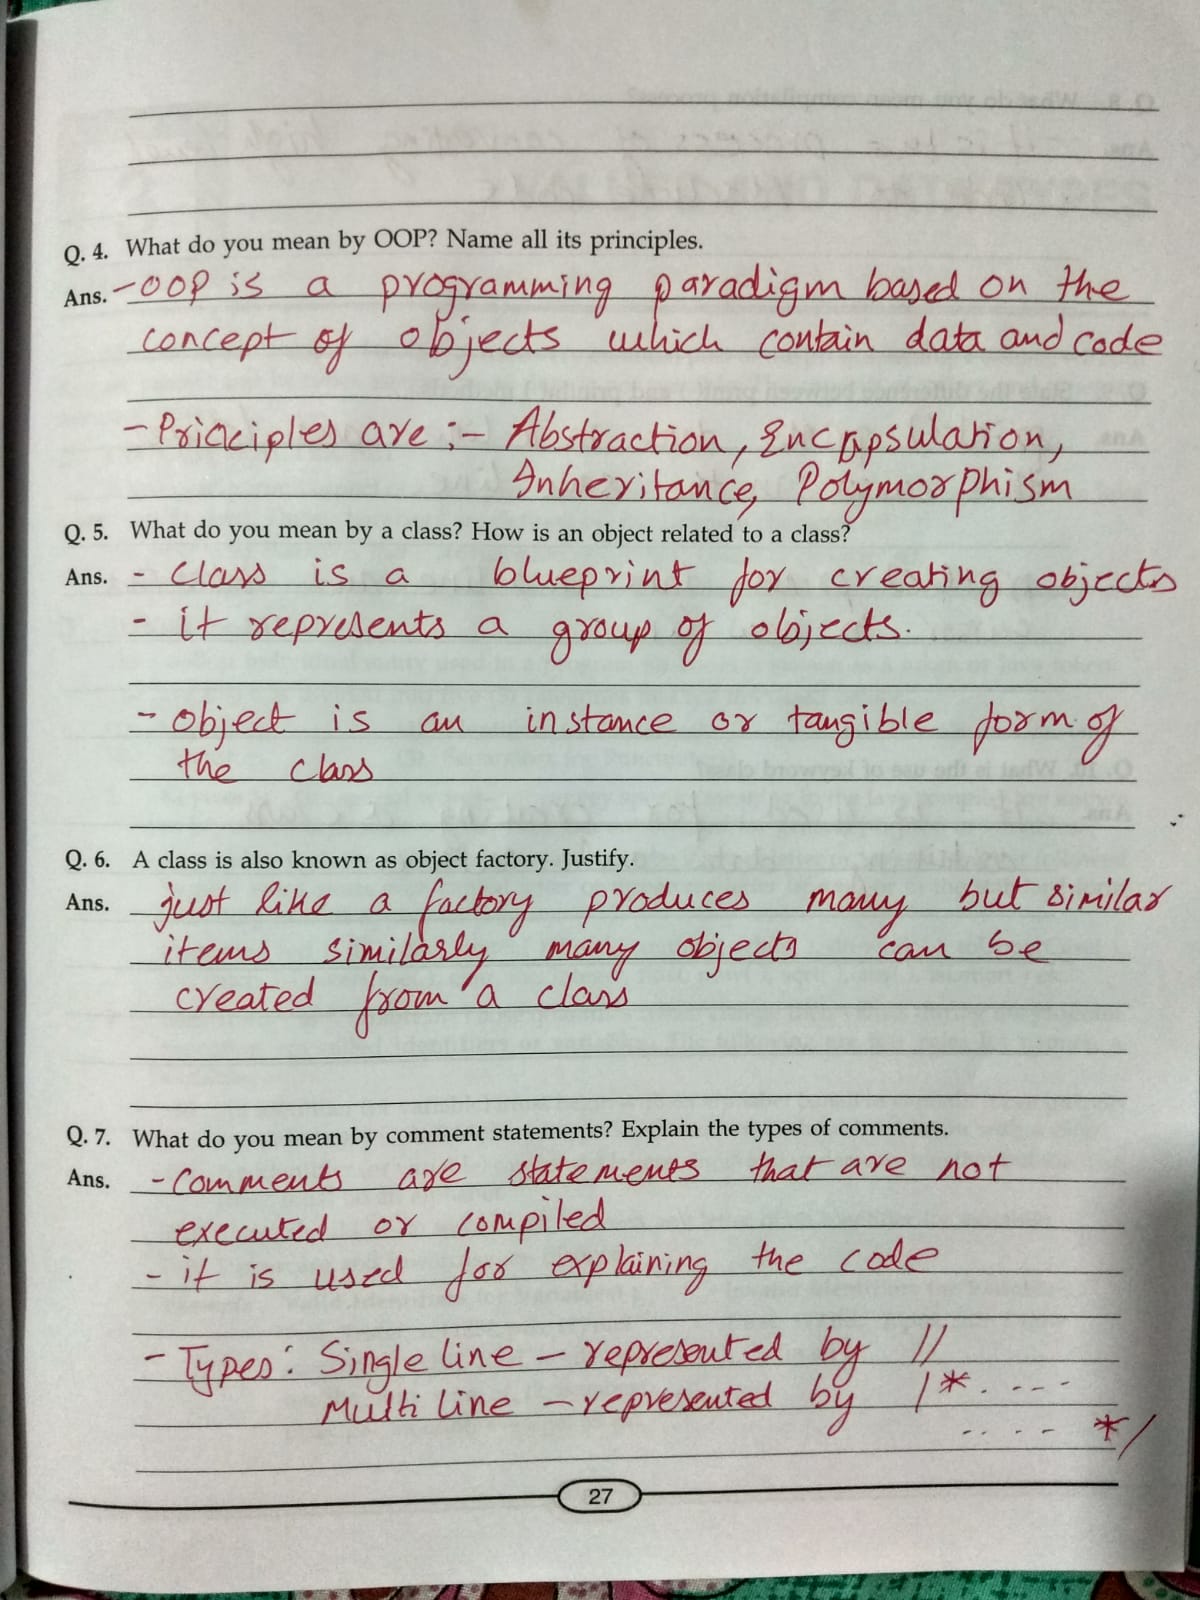 Q. 4. What do you mean by OOP? Name all its principles.
Ans. - OOP is a programming paradigm based on the
concept of objects which contain data and code
- Priciciples are :- Abstraction, Encapsulation,
Inheritance, Polymorphism
Q. 5. What do you mean by a class? How is an object related to a class?
Ans. - Class is a blueprint for creating objects
- it represents a group of objects.
- object is an instance or tangible form of
the class
Q. 6. A class is also known as object factory. Justify.
Ans. just like a factory produces many but similar
items similarly many objects can be
created from a class
Q. 7. What do you mean by comment statements? Explain the types of comments.
Ans. - Comments are statements that are not
executed or compiled
- it is used for explaining the code
- Types: Single line - represented by //
Multi line - represented by /* . ---
.. .. - - */
27